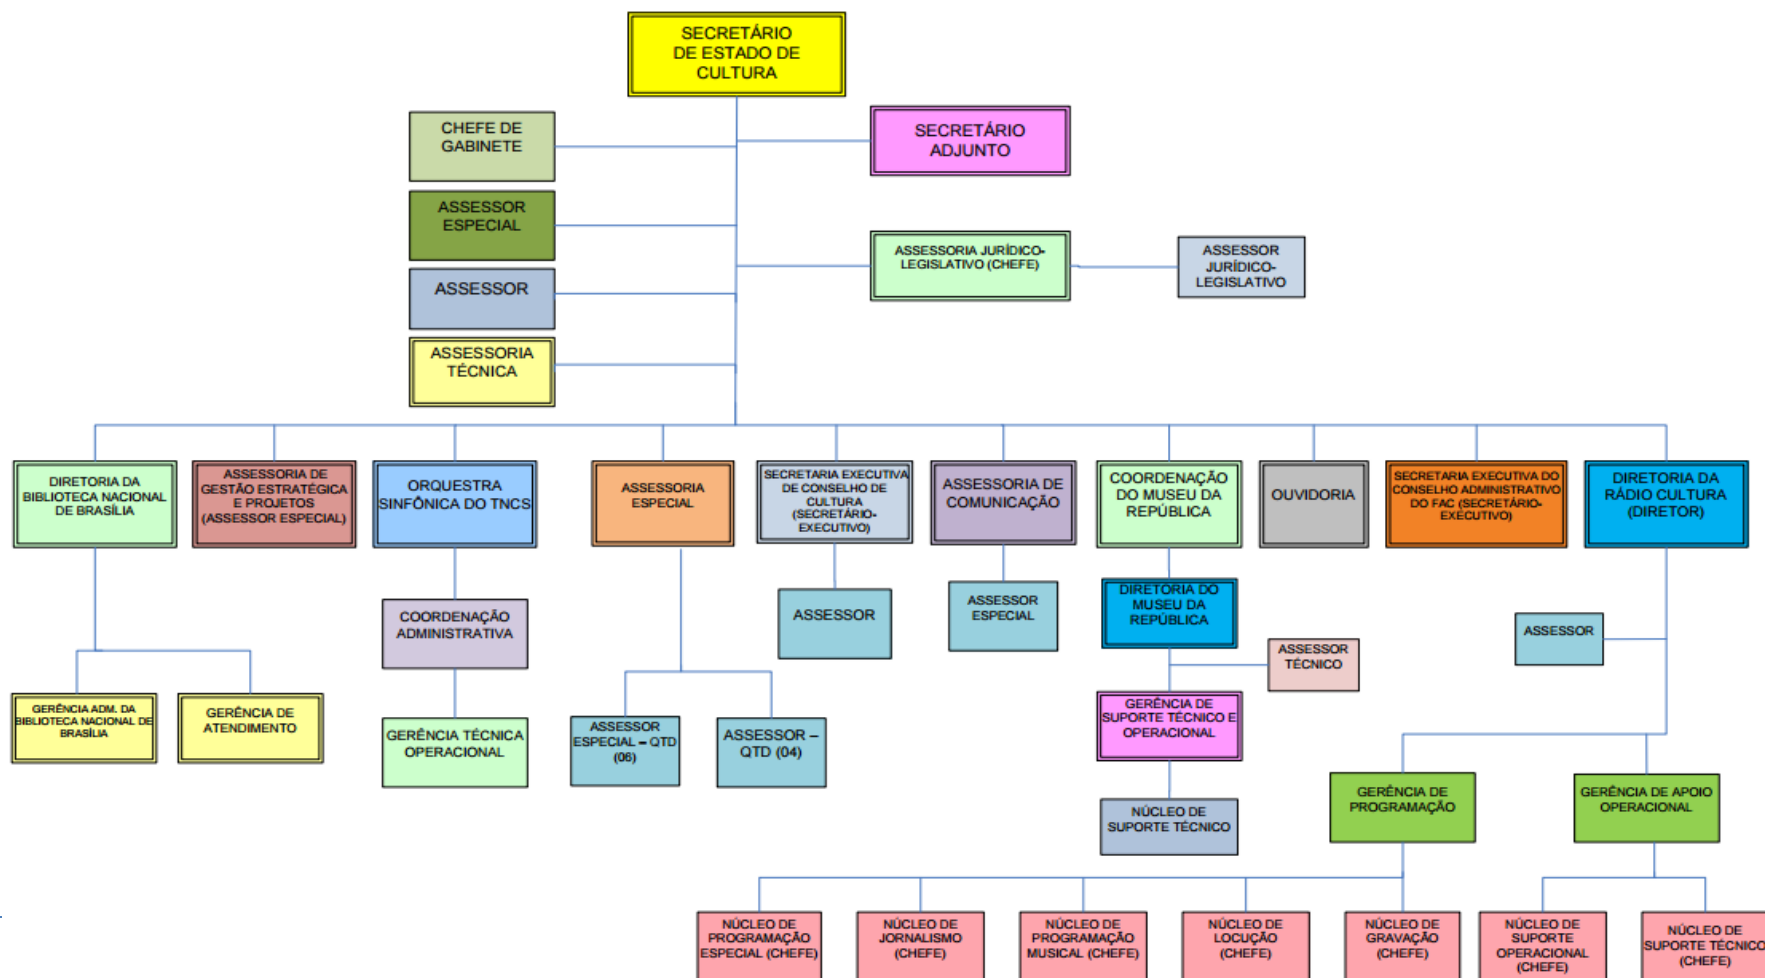 SECRETÁRIO
DE ESTADO DE
CULTURA
CHEFE DE
GABINETE
SECRETÁRIO
ADJUNTO
ASSESSOR
ESPECIAL
ASSESSORIA JURÍDICO-
LEGISLATIVO (CHEFE)
ASSESSOR
JURÍDICO-
LEGISLATIVO
ASSESSOR
ASSESSORIA
TÉCNICA
DIRETORIA DA
BIBLIOTECA NACIONAL
DE BRASÍLIA
ASSESSORIA DE
GESTÃO ESTRATÉGICA
E PROJETOS
(ASSESSOR ESPECIAL)
ORQUESTRA
SINFÔNICA DO TNCS
ASSESSORIA
ESPECIAL
SECRETARIA EXECUTIVA
DE CONSELHO DE
CULTURA
(SECRETÁRIO-
EXECUTIVO)
ASSESSORIA DE
COMUNICAÇÃO
COORDENAÇÃO
DO MUSEU DA
REPÚBLICA
OUVIDORIA
SECRETARIA EXECUTIVA DO
CONSELHO ADMINISTRATIVO
DO FAC (SECRETÁRIO-
EXECUTIVO)
DIRETORIA DA
RÁDIO CULTURA
(DIRETOR)
COORDENAÇÃO
ADMINISTRATIVA
ASSESSOR
ASSESSOR
ESPECIAL
DIRETORIA DO
MUSEU DA
REPÚBLICA
ASSESSOR
TÉCNICO
ASSESSOR
GERÊNCIA ADM. DA
BIBLIOTECA NACIONAL DE
BRASÍLIA
GERÊNCIA DE
ATENDIMENTO
GERÊNCIA TÉCNICA
OPERACIONAL
ASSESSOR
ESPECIAL – QTD
(06)
ASSESSOR –
QTD (04)
GERÊNCIA DE
SUPORTE TÉCNICO E
OPERACIONAL
NÚCLEO DE
SUPORTE TÉCNICO
GERÊNCIA DE
PROGRAMAÇÃO
GERÊNCIA DE APOIO
OPERACIONAL
NÚCLEO DE
PROGRAMAÇÃO
ESPECIAL (CHEFE)
NÚCLEO DE
JORNALISMO
(CHEFE)
NÚCLEO DE
PROGRAMAÇÃO
MUSICAL (CHEFE)
NÚCLEO DE
LOCUÇÃO
(CHEFE)
NÚCLEO DE
GRAVAÇÃO
(CHEFE)
NÚCLEO DE
SUPORTE
OPERACIONAL
(CHEFE)
NÚCLEO DE
SUPORTE TÉCNICO
(CHEFE)